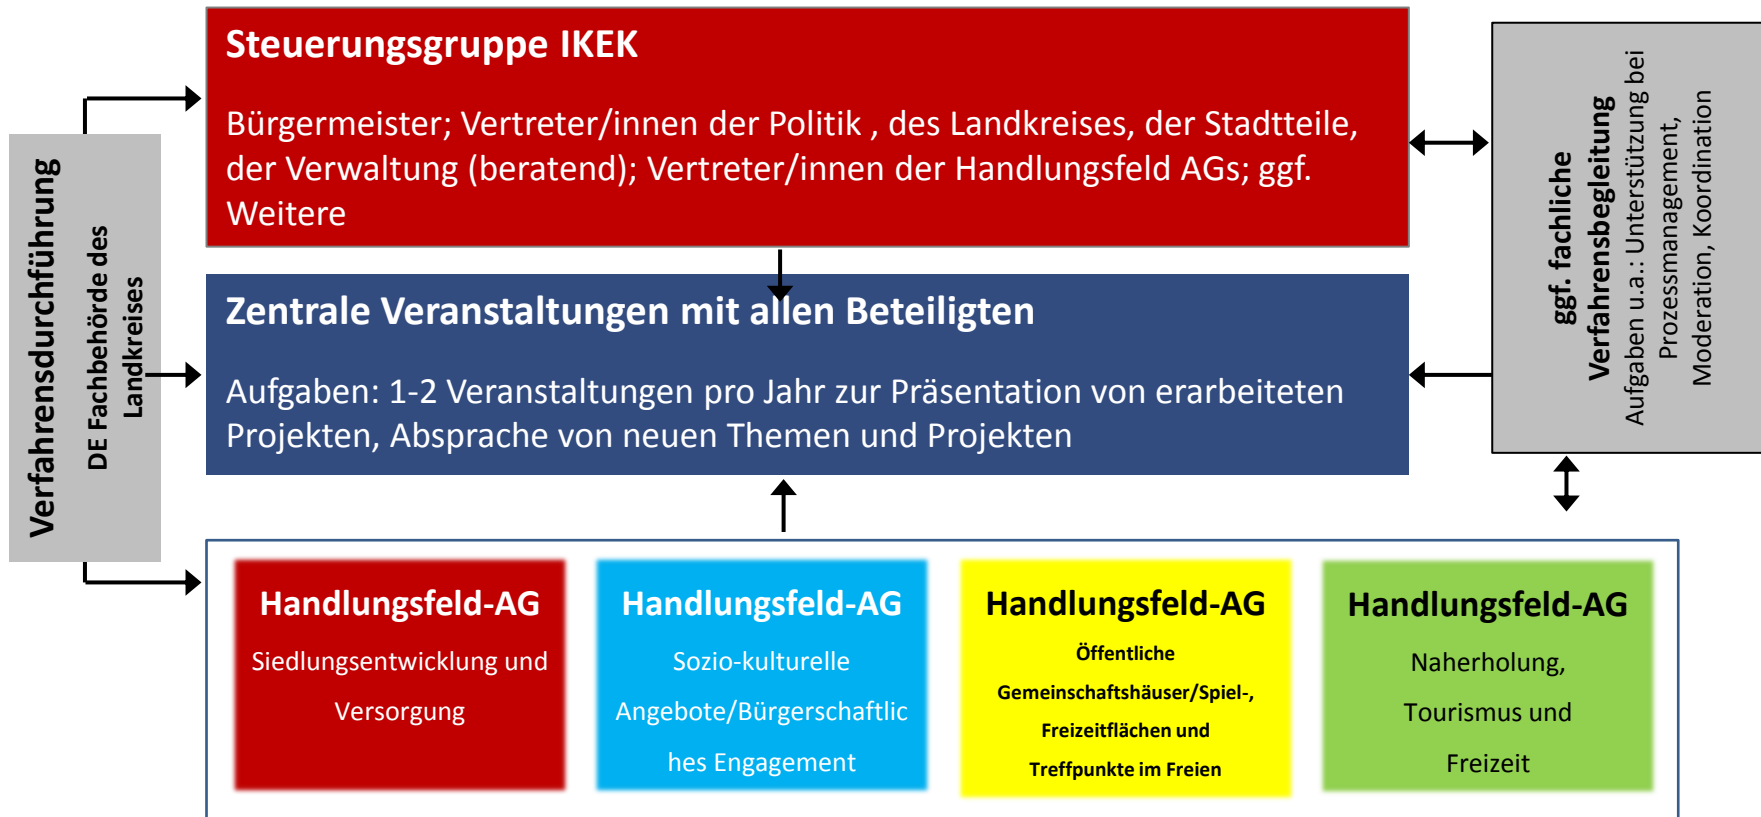 Steuerungsgruppe IKEK
Bürgermeister; Vertreter/innen der Politik , des Landkreises, der Stadtteile,
der Verwaltung (beratend); Vertreter/innen der Handlungsfeld AGs; ggf.
Weitere
Verfahrensdurchführung
DE Fachbehörde des
Landkreises
Zentrale Veranstaltungen mit allen Beteiligten
Aufgaben: 1-2 Veranstaltungen pro Jahr zur Präsentation von erarbeiteten
Projekten, Absprache von neuen Themen und Projekten
ggf. fachliche
Verfahrensbegleitung
Aufgaben u.a.: Unterstützung bei
Prozessmanagement,
Moderation, Koordination
Handlungsfeld-AG
Siedlungsentwicklung und
Versorgung
Handlungsfeld-AG
Sozio-kulturelle
Angebote/Bürgerschaftlic
hes Engagement
Handlungsfeld-AG
Öffentliche
Gemeinschaftshäuser/Spiel-,
Freizeitflächen und
Treffpunkte im Freien
Handlungsfeld-AG
Naherholung,
Tourismus und
Freizeit